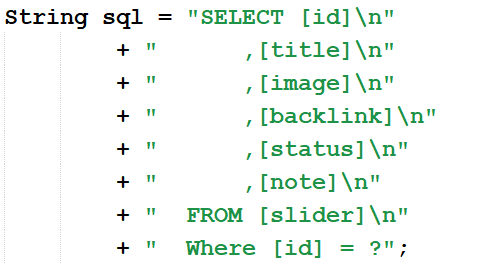 String sql = "SELECT [id]\n"
+ "      ,[title]\n"
+ "      ,[image]\n"
+ "      ,[backlink]\n"
+ "      ,[status]\n"
+ "      ,[note]\n"
+ "  FROM [slider]\n"
+ "  Where [id] = ?";